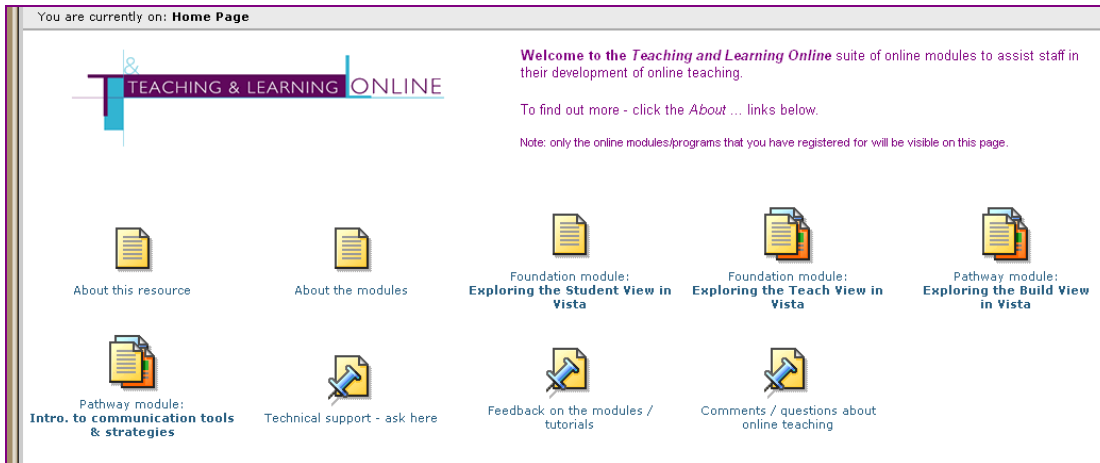 You are currently on: Home Page
&
TEACHING & LEARNING ONLINE
Welcome to the Teaching and Learning Online suite of online modules to assist staff in
their development of online teaching.
To find out more - click the About ... links below.
Note: only the online modules/programs that you have registered for will be visible on this page.
About this resource
About the modules
Foundation module:
Exploring the Student View in
Vista
Foundation module:
Exploring the Teach View in
Vista
Pathway module:
Exploring the Build View
in Vista
Pathway module:
Intro. to communication tools
& strategies
Technical support - ask here
Feedback on the modules /
tutorials
Comments / questions about
online teaching